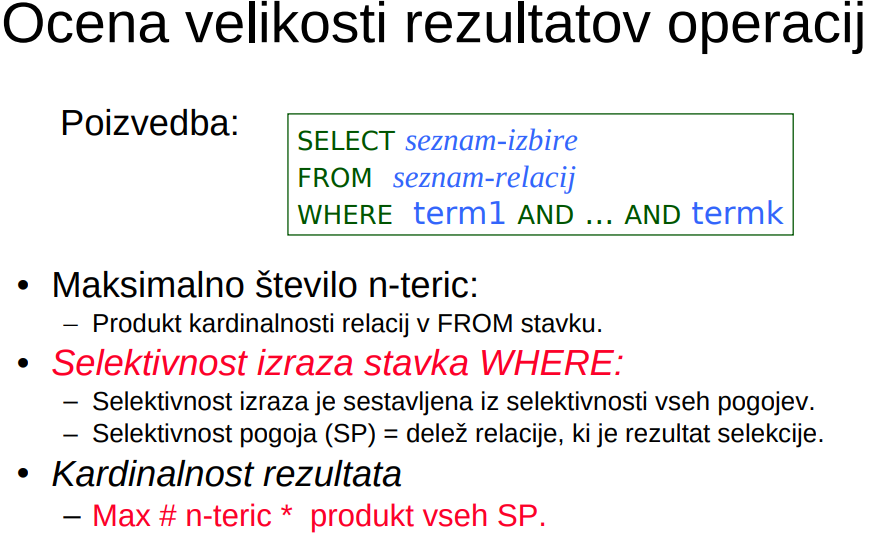 Ocena velikosti rezultatov operacij
Poizvedba:
SELECT seznam-izbire
FROM seznam-relacij
WHERE term1 AND ... AND termk
• Maksimalno število n-teric:
– Produkt kardinalnosti relacij v FROM stavku.
• Selektivnost izraza stavka WHERE:
– Selektivnost izraza je sestavljena iz selektivnosti vseh pogojev.
– Selektivnost pogoja (SP) = delež relacije, ki je rezultat selekcije.
• Kardinalnost rezultata
– Max # n-teric * produkt vseh SP.